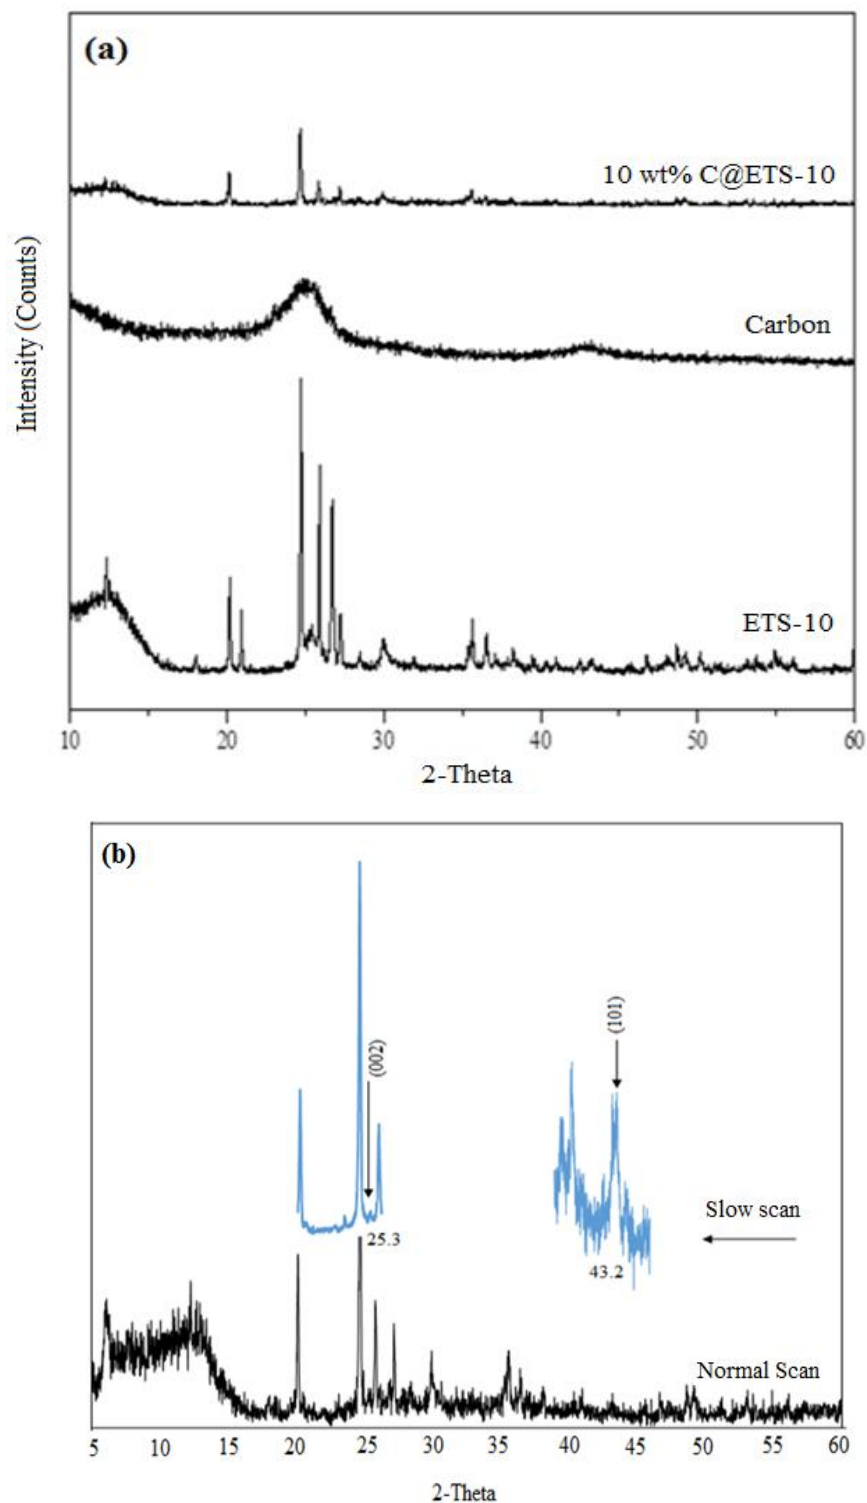 (a)
10 wt% C@ETS-10
Carbon
ETS-10
Intensity (Counts)
10 20 30 40 50 60
2-Theta
(b)
(002)
(101)
25.3
43.2
Slow scan
Normal Scan
5 10 15 20 25 30 35 40 45 50 55 60
2-Theta